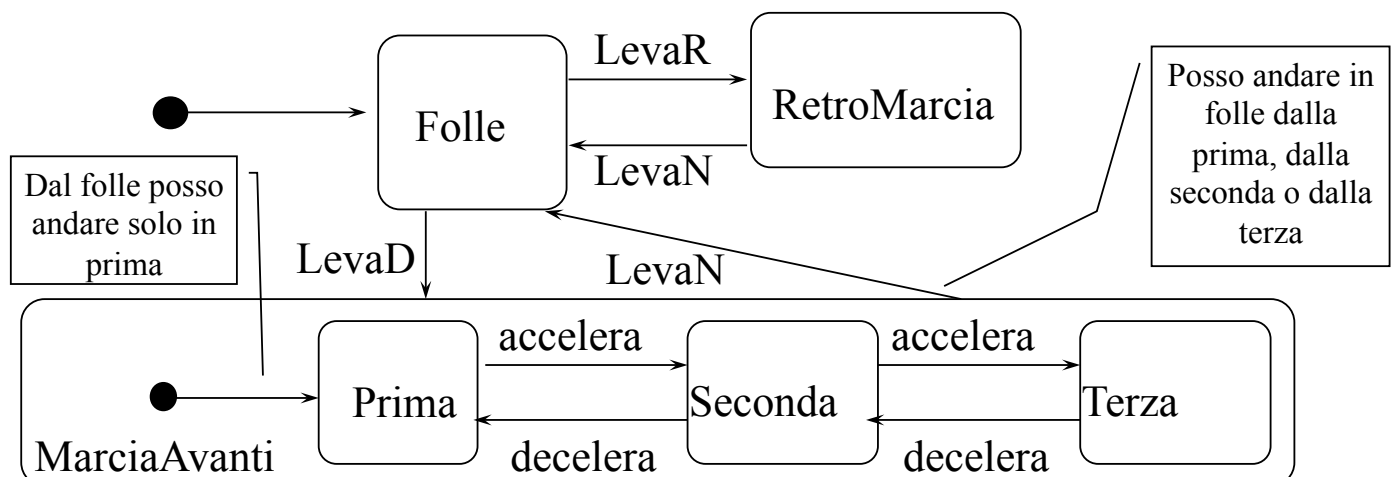 LevaR
Folle
RetroMarcia
LevaN
Posso andare in
folle dalla
prima, dalla
seconda o dalla
terza
Dal folle posso
andare solo in
prima
LevaD
LevaN
accelera
accelera
Prima
Seconda
Terza
MarciaAvanti
decelera
decelera